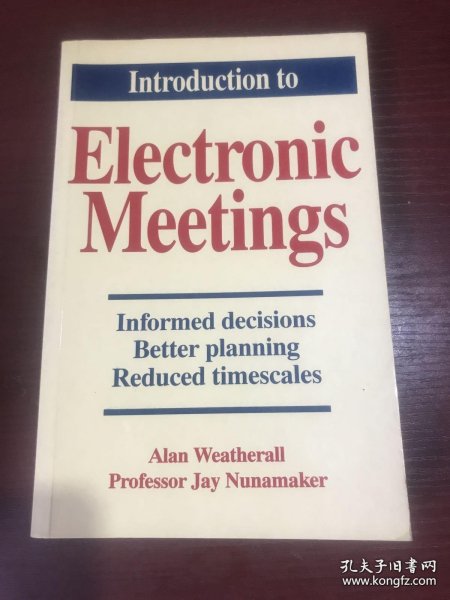 Introduction to
Electronic
Meetings
Informed decisions
Better planning
Reduced timescales
Alan Weatherall
Professor Jay Nunamaker
孔夫子旧书网
www.kongfz.com